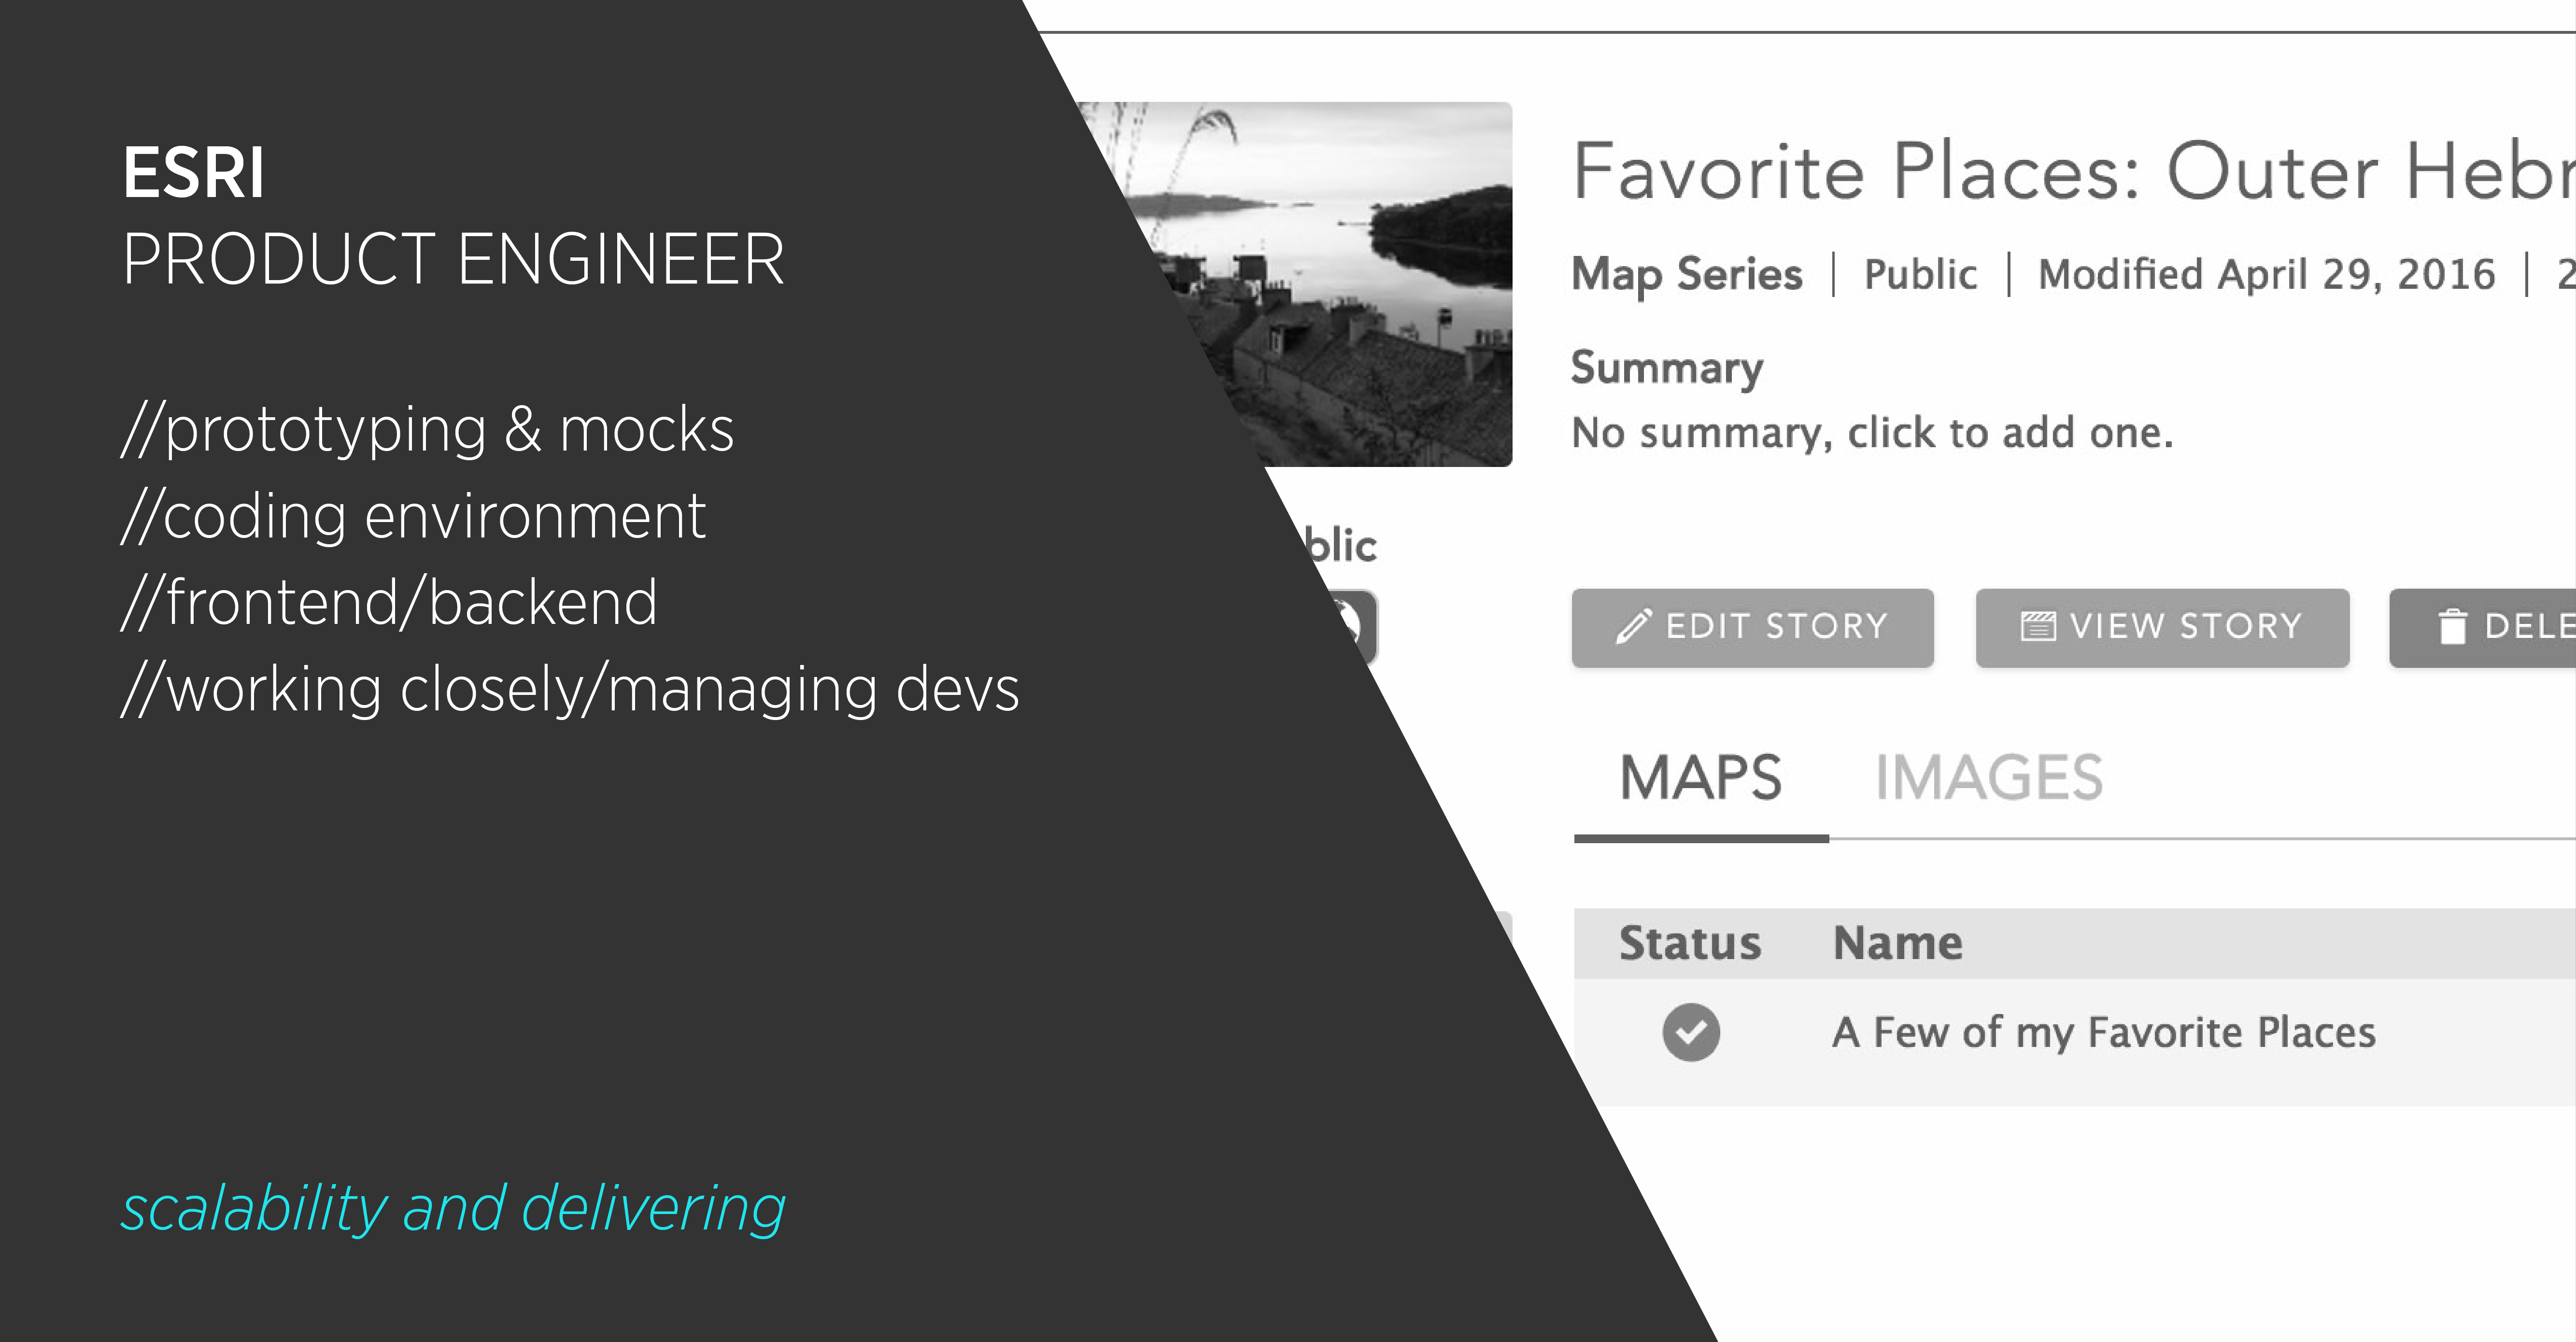 ESRI
PRODUCT ENGINEER
//prototyping & mocks
//coding environment
//frontend/backend
//working closely/managing devs
scalability and delivering
Favorite Places: Outer Hebr
Map Series | Public | Modified April 29, 2016 | 2
Summary
No summary, click to add one.
blic
EDIT STORY VIEW STORY DELE
MAPS IMAGES
Status Name
A Few of my Favorite Places